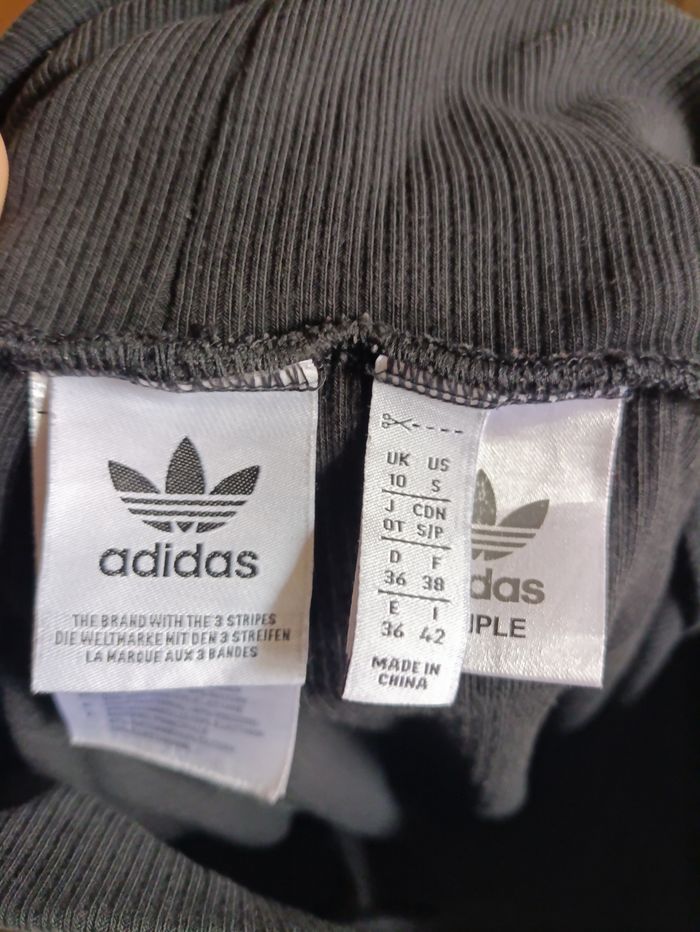 adidas
THE BRAND WITH THE 3 STRIPES
DIE WELTMARKE MIT DEN 3 STREIFEN
LA MARQUE AUX 3 BANDES
UK US
10 S
J CDN
OT S/P
D F
36 38
E I
36 42
MADE IN
CHINA
das
IPLE